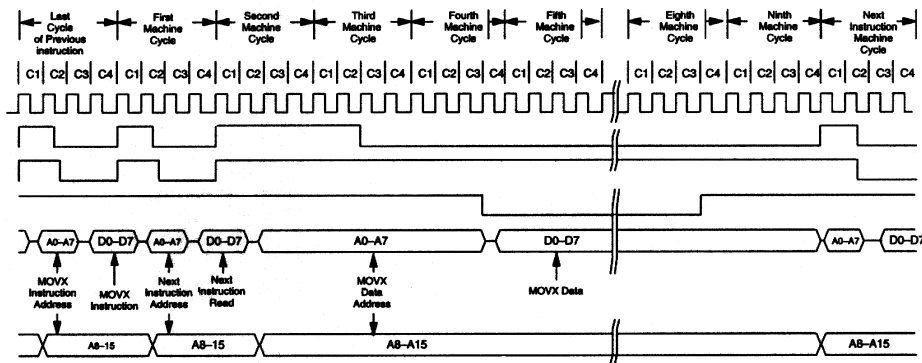 Last
Cycle
of Previous
instruction
First
Machine
Cycle
Second
Machine
Cycle
Third
Machine
Cycle
Fourth
Machine
Cycle
Fifth
Machine
Cycle
Eighth
Machine
Cycle
Ninth
Machine
Cycle
Next
Instruction
Machine
Cycle
C1 C2 C3 C4 C1 C2 C3 C4 C1 C2 C3 C4 C1 C2 C3 C4 C1 C2 C3 C4 C1 C2 C3 C4 C1 C2 C3 C4 C1 C2 C3 C4 C1 C2 C3 C4
A0–A7 D0–D7 A0–A7 D0–D7 A0–A7 D0–D7 A0–A7 D0–D7
MOVX
Instruction
Address
MOVX
Instruction
Next
Instruction
Address
Next
Instruction
Read
MOVX
Data
Address
MOVX Data
A8–15 A8–15 A8–A15 A8–A15